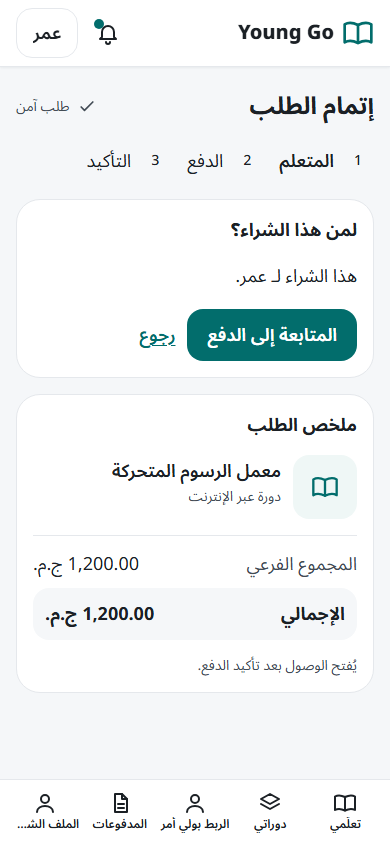 Young Go
عمر
إتمام الطلب
طلب آمن
1 المتعلم 2 الدفع 3 التأكيد
لمن هذا الشراء؟
هذا الشراء لـ عمر.
المتابعة إلى الدفع
رجوع
ملخص الطلب
معمل الرسوم المتحركة
دورة عبر الإنترنت
المجموع الفرعي 1,200.00 ج.م.
الإجمالي 1,200.00 ج.م.
يُفتح الوصول بعد تأكيد الدفع.
تعلّمي دوراتي الربط بولي أمر المدفوعات الملف الش...